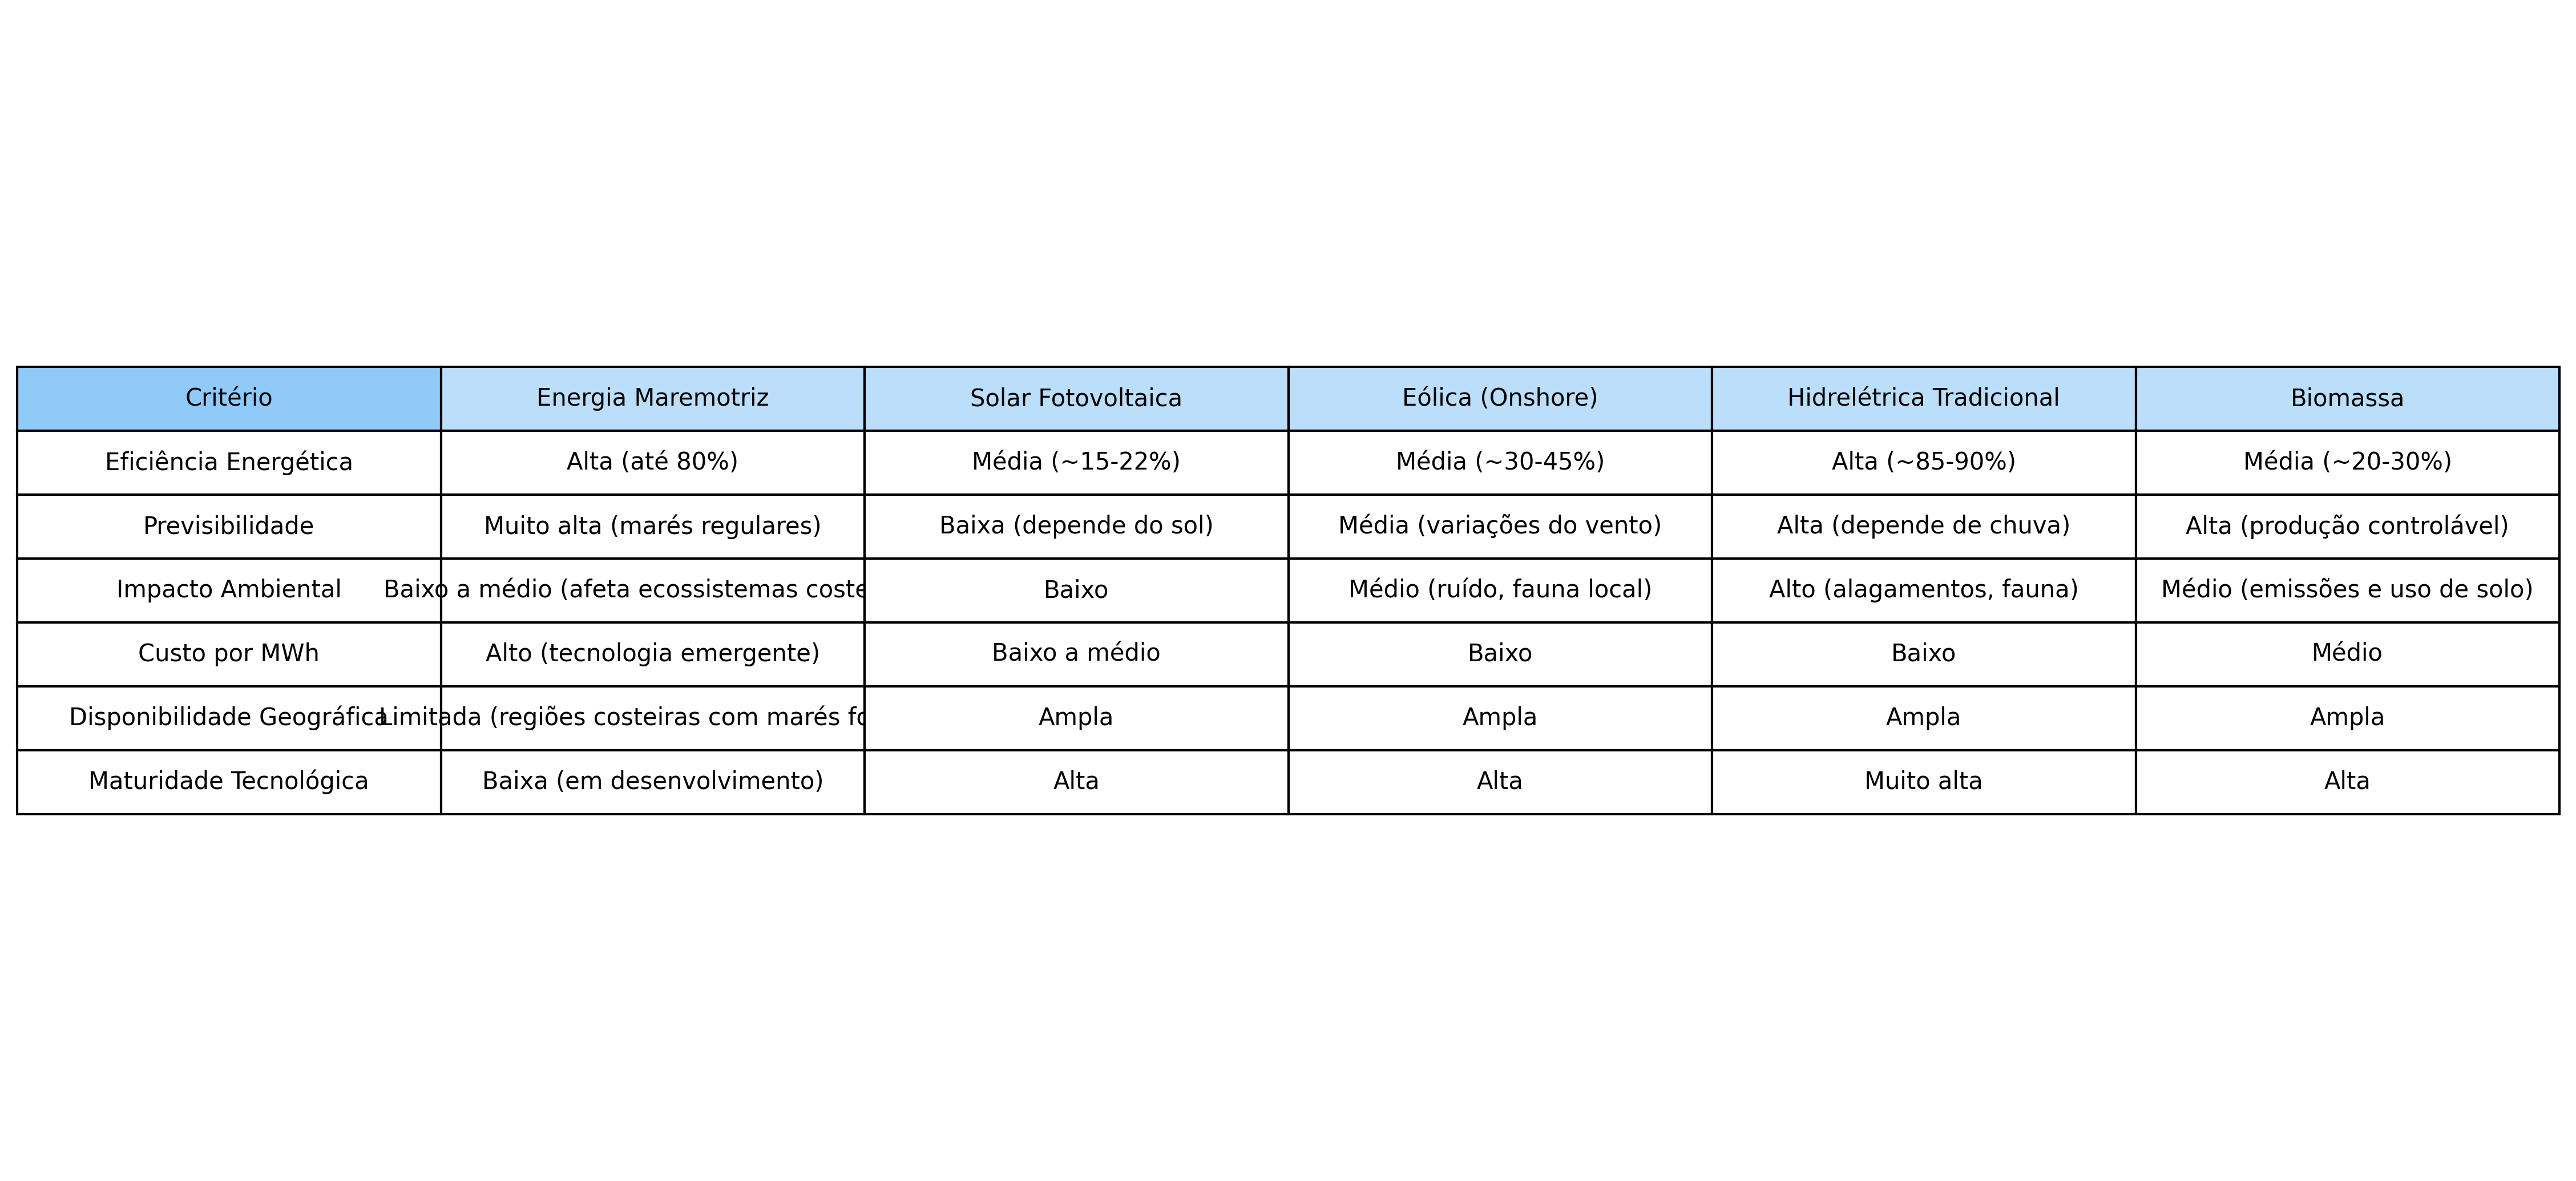 Critério Energia Maremotriz Solar Fotovoltaica Eólica (Onshore) Hidrelétrica Tradicional Biomassa
Eficiência Energética Alta (até 80%) Média (~15-22%) Média (~30-45%) Alta (~85-90%) Média (~20-30%)
Previsibilidade Muito alta (marés regulares) Baixa (depende do sol) Média (variações do vento) Alta (depende de chuva) Alta (produção controlável)
Impacto Ambiental Baixo a médio (afeta ecossistemas coste Baixo Médio (ruído, fauna local) Alto (alagamentos, fauna) Médio (emissões e uso de solo)
Custo por MWh Alto (tecnologia emergente) Baixo a médio Baixo Baixo Médio
Disponibilidade Geográfica Limitada (regiões costeiras com marés fo Ampla Ampla Ampla Ampla
Maturidade Tecnológica Baixa (em desenvolvimento) Alta Alta Muito alta Alta